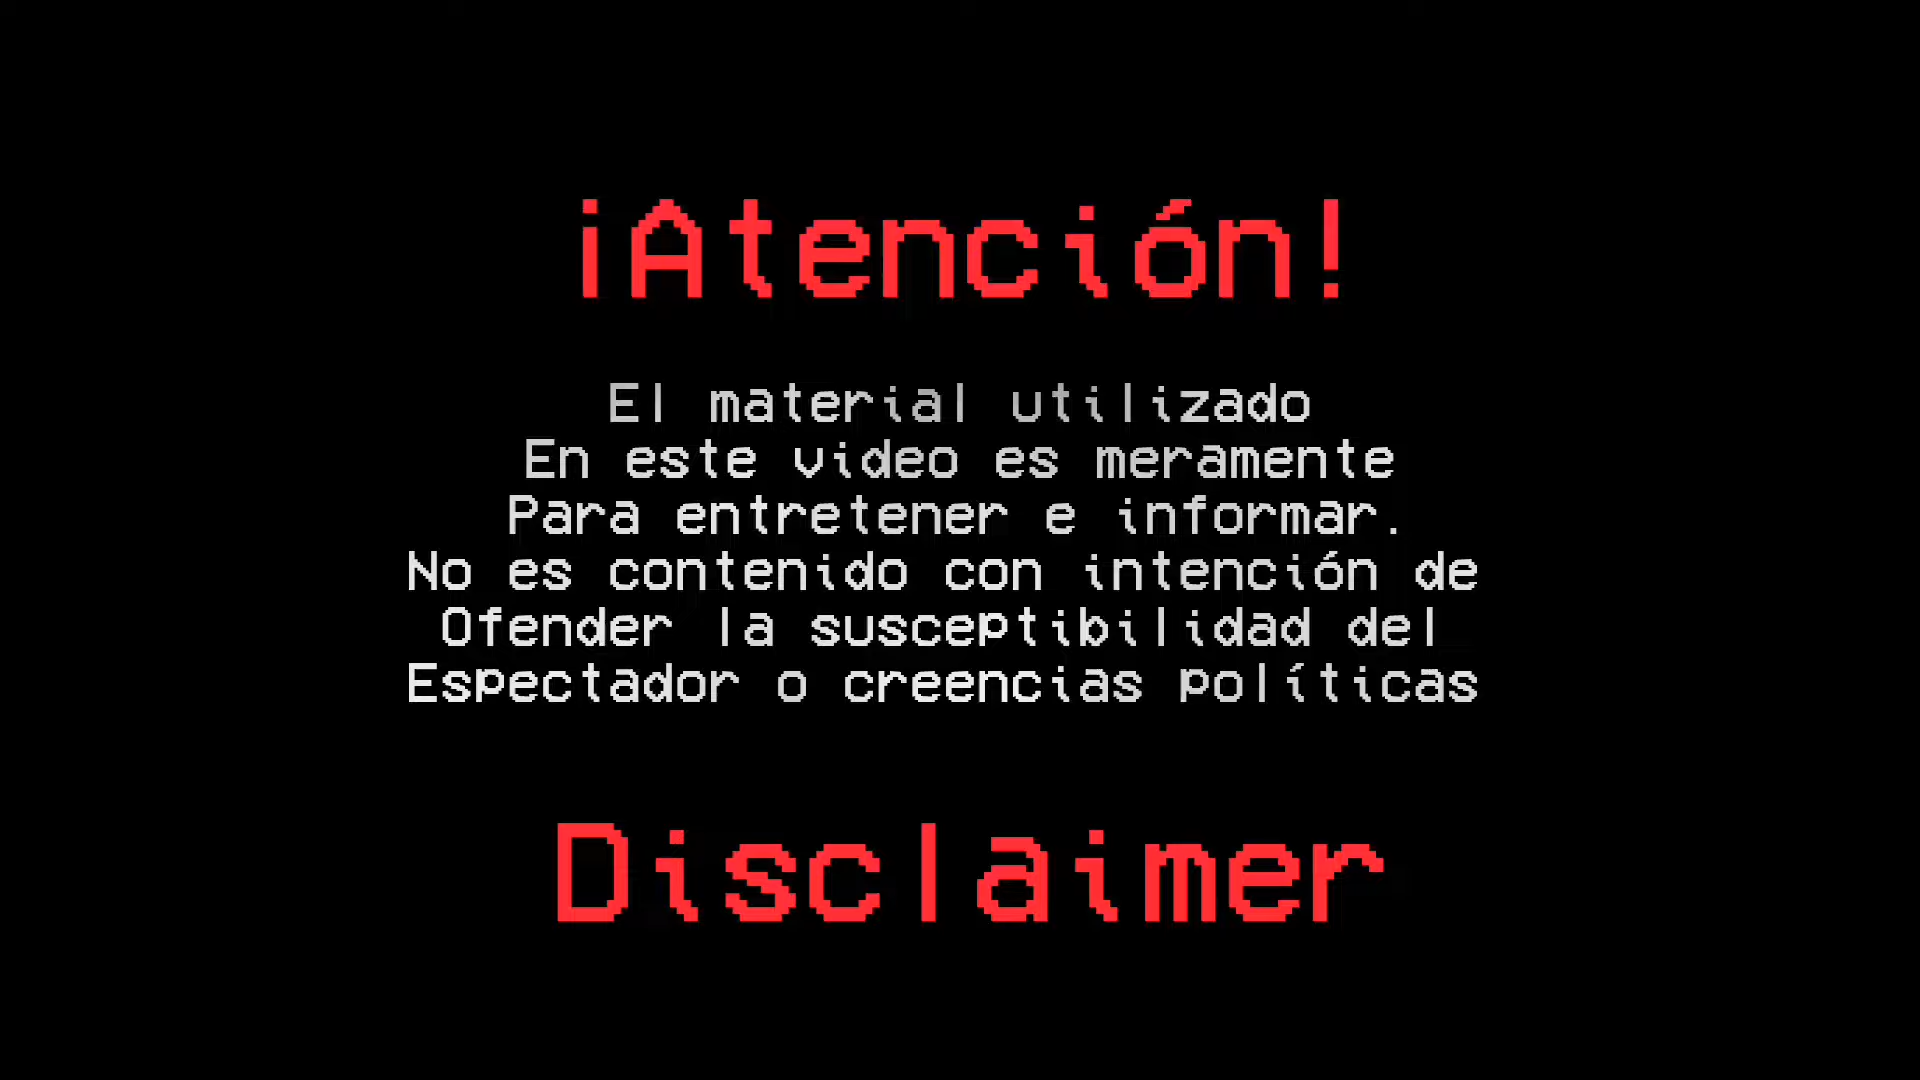 ¡Atención!
El material utilizado
En este video es meramente
Para entretener e informar.
No es contenido con intención de
Ofender la susceptibilidad del
Espectador o creencias políticas
Disclaimer